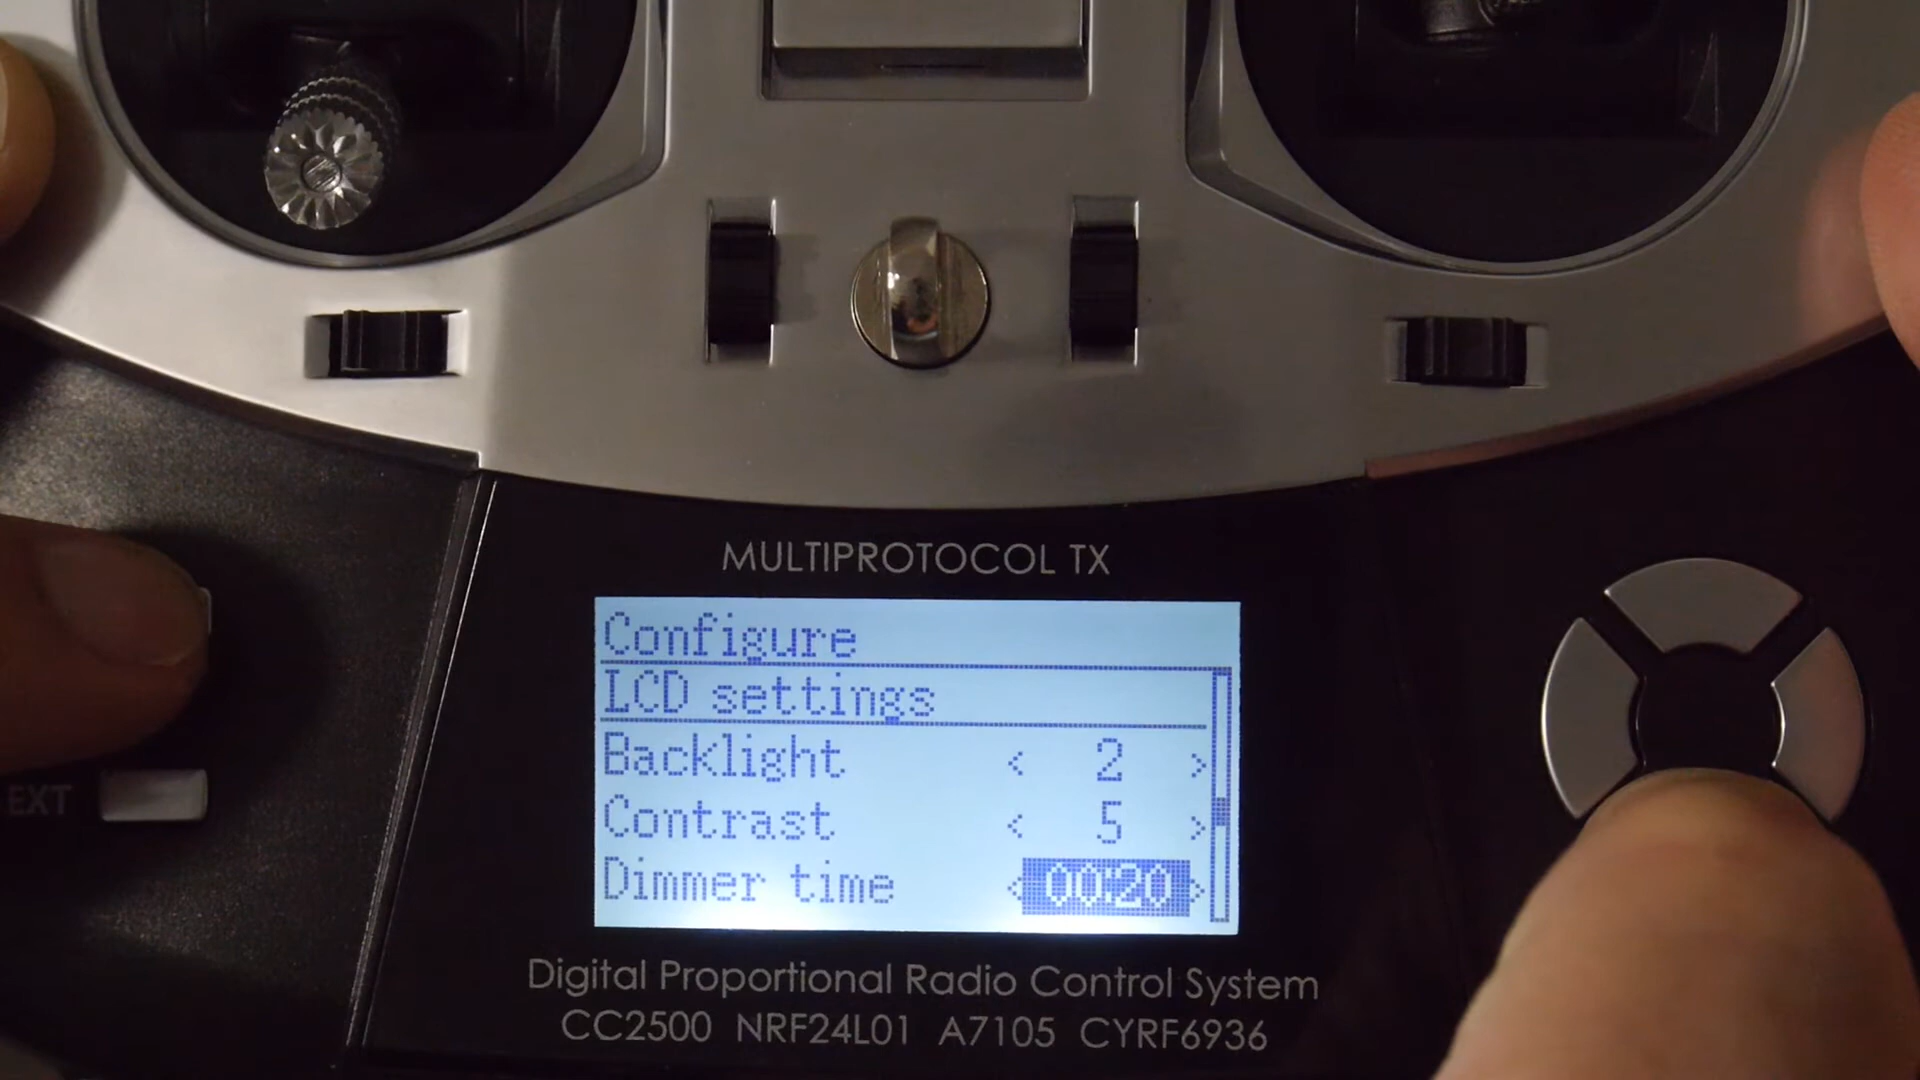 MULTIPROTOCOL TX
Configure
LCD settings
Backlight < 2 >
Contrast < 5 >
Dimmer time <00:20>
EXT
Digital Proportional Radio Control System
CC2500 NRF24L01 A7105 CYRF6936